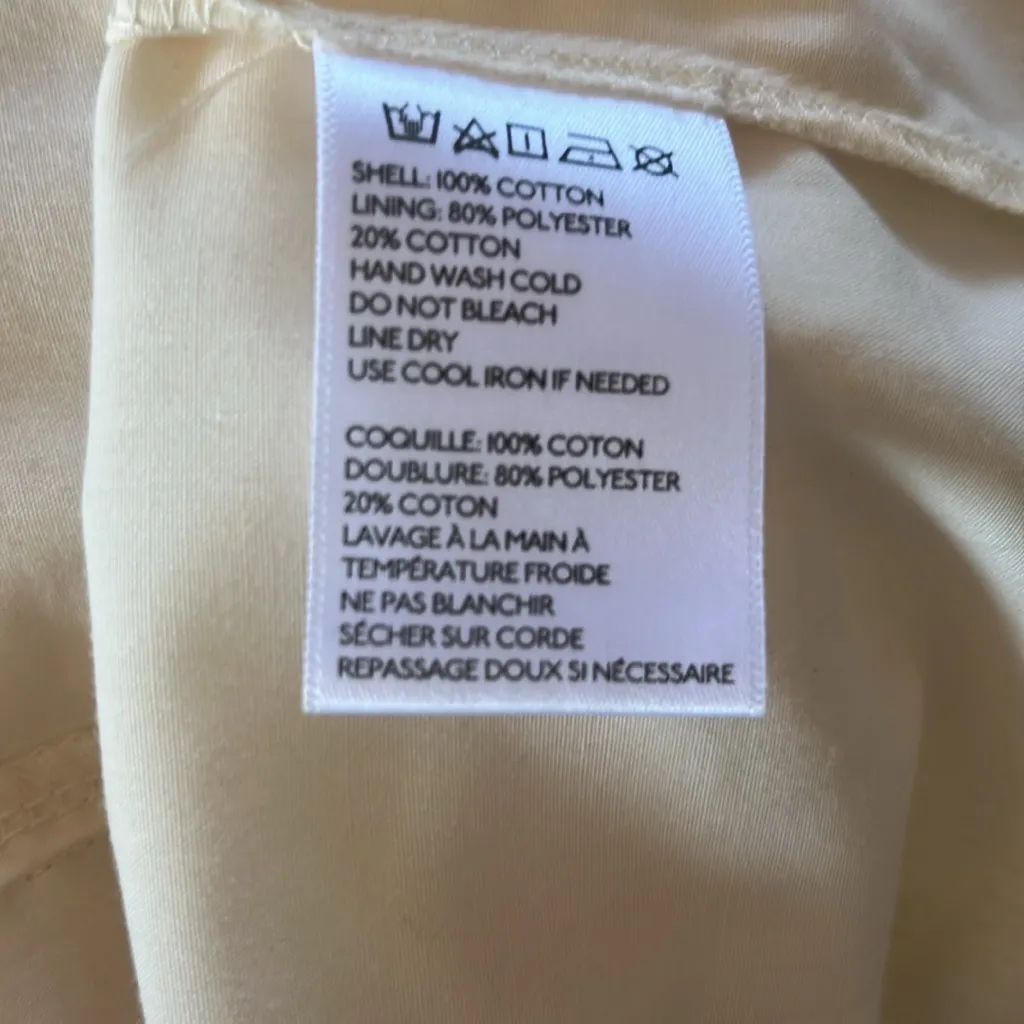 SHELL: 100% COTTON
LINING: 80% POLYESTER
20% COTTON
HAND WASH COLD
DO NOT BLEACH
LINE DRY
USE COOL IRON IF NEEDED
COQUILLE: 100% COTON
DOUBLURE: 80% POLYESTER
20% COTON
LAVAGE À LA MAIN À
TEMPÉRATURE FROIDE
NE PAS BLANCHIR
SÉCHER SUR CORDE
REPASSAGE DOUX SI NÉCESSAIRE